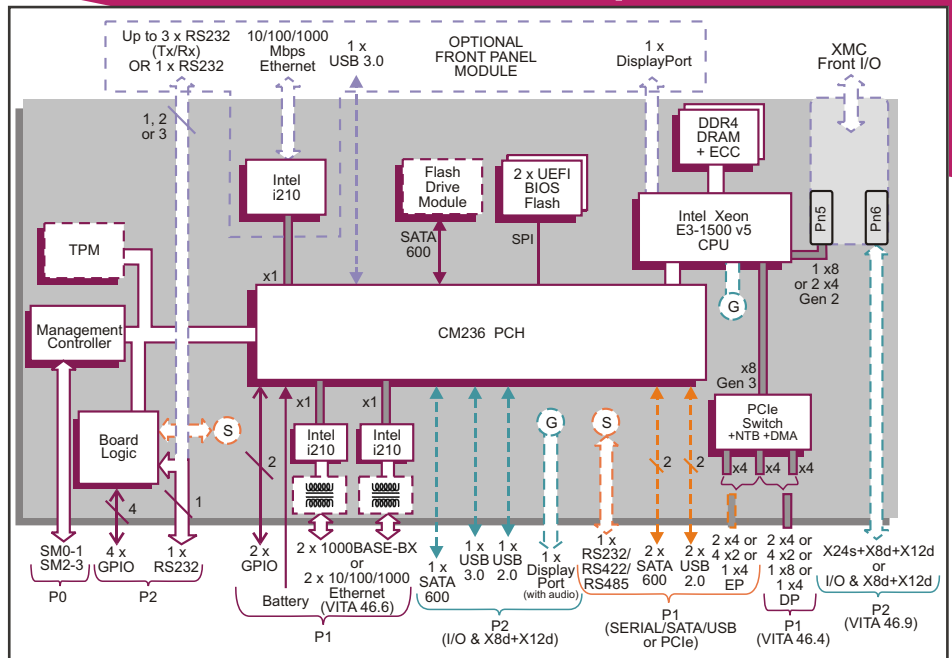 Up to 3 x RS232
(Tx/Rx)
OR 1 x RS232
10/100/1000
Mbps
Ethernet
1 x
USB 3.0
OPTIONAL
FRONT PANEL
MODULE
1 x
DisplayPort
XMC
Front I/O
1, 2
or 3
DDR4
DRAM
+ ECC
Intel
i210
Flash
Drive
Module
2 x UEFI
BIOS
Flash
Intel Xeon
E3-1500 v5
CPU
Pn5
Pn6
TPM
SATA
600
SPI
x1
1 x8
or 2 x4
Gen 2
G
Management
Controller
CM236 PCH
x8
Gen 3
x1
x1
PCIe
Switch
+NTB +DMA
Board
Logic
S
Intel
i210
Intel
i210
G
S
2
2
2
x4
x4
x4
4
1
SM0-1
SM2-3
4 x
GPIO
1 x
RS232
2 x
GPIO
2 x 1000BASE-BX
or
2 x 10/100/1000
Ethernet
(VITA 46.6)
Battery
1 x
SATA
600
1 x
USB
3.0
1 x
USB
2.0
1 x
Display
Port
(with audio)
1 x
RS232/
RS422/
RS485
2 x
SATA
600
2 x
USB
2.0
2 x4 or
4 x2 or
1 x4
EP
2 x4 or
4 x2 or
1 x8 or
1 x4
DP
X24s+X8d+X12d
or
I/O & X8d+X12d
P0
P2
P1
P2
(I/O & X8d+X12d)
P1
(SERIAL/SATA/USB
or PCIe)
P1
(VITA 46.4)
P2
(VITA 46.9)